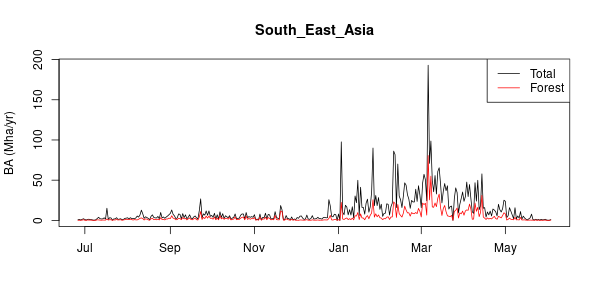 South_East_Asia
BA (Mha/yr)
200
150
100
50
0
Total
Forest
Jul Sep Nov Jan Mar May